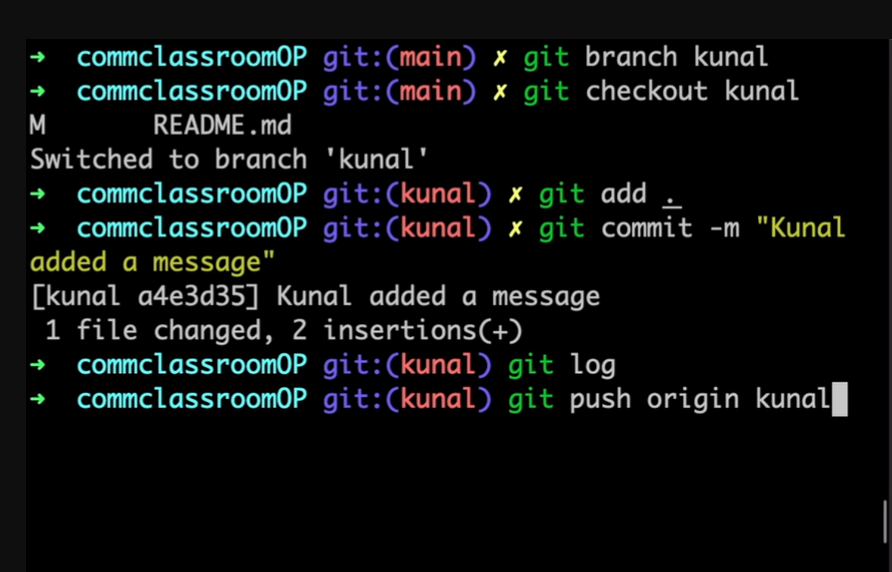 ➜ commclassroomOP git:(main) ✗ git branch kunal
➜ commclassroomOP git:(main) ✗ git checkout kunal
M README.md
Switched to branch 'kunal'
➜ commclassroomOP git:(kunal) ✗ git add .
➜ commclassroomOP git:(kunal) ✗ git commit -m "Kunal
added a message"
[kunal a4e3d35] Kunal added a message
1 file changed, 2 insertions(+)
➜ commclassroomOP git:(kunal) git log
➜ commclassroomOP git:(kunal) git push origin kunal